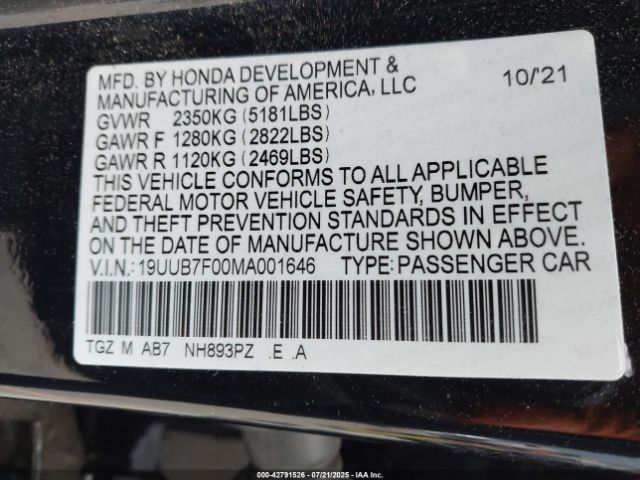 MFD. BY HONDA DEVELOPMENT & 10/'21
MANUFACTURING OF AMERICA, LLC
GVWR 2350KG (5181LBS)
GAWR F 1280KG (2822LBS)
GAWR R 1120KG (2469LBS)
THIS VEHICLE CONFORMS TO ALL APPLICABLE
FEDERAL MOTOR VEHICLE SAFETY, BUMPER,
AND THEFT PREVENTION STANDARDS IN EFFECT
ON THE DATE OF MANUFACTURE SHOWN ABOVE.
V.I.N.: 19UUB7F00MA001646 TYPE: PASSENGER CAR
TGZ M AB7 NH893PZ .E .A
000-42791526 | 07/21/2025 | IAAI INC